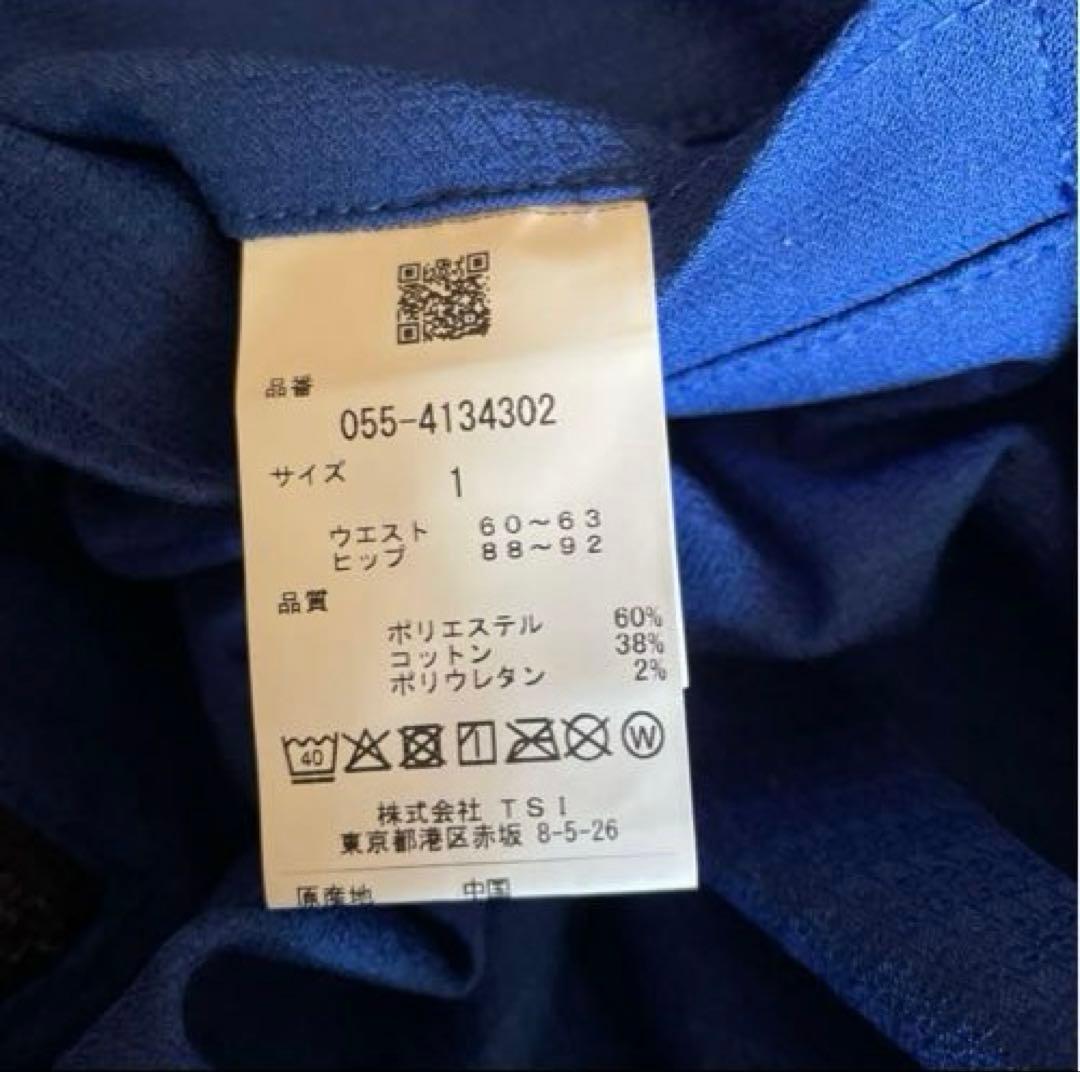 品番
055-4134302
サイズ 1
ウエスト 60～63
ヒップ 88～92
品質
ポリエステル 60%
コットン 38%
ポリウレタン 2%
40 W
株式会社 TSI
東京都港区赤坂 8-5-26
原産地 中国